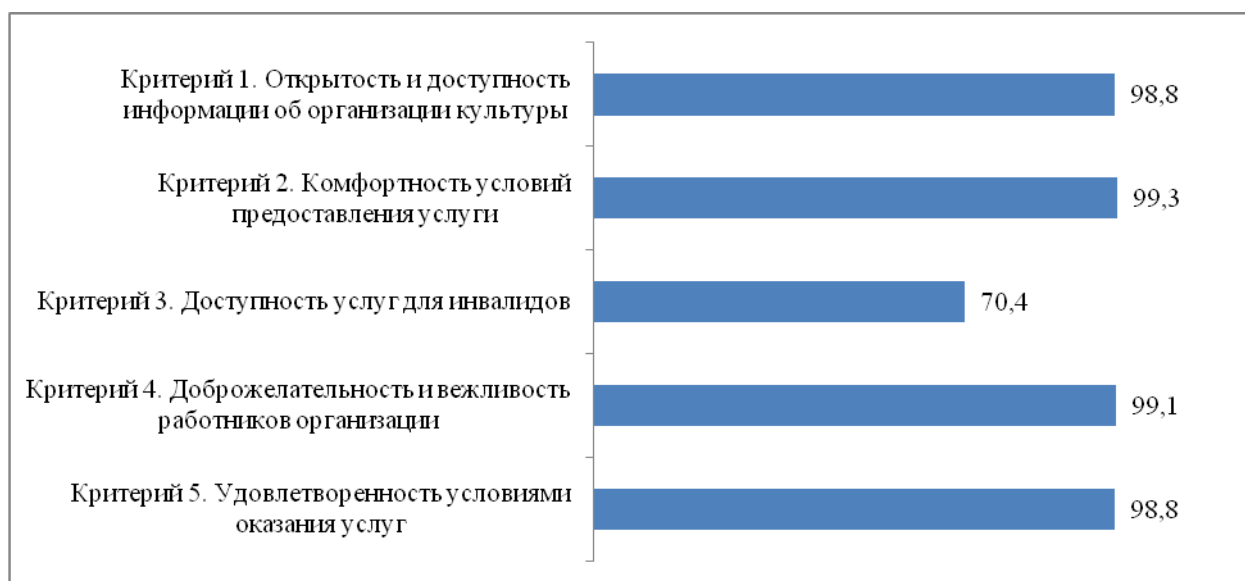 Критерий 1. Открытость и доступность
информации об организации культуры
98,8
Критерий 2. Комфортность условий
предоставления услуги
99,3
Критерий 3. Доступность услуг для инвалидов
70,4
Критерий 4. Доброжелательность и вежливость
работников организации
99,1
Критерий 5. Удовлетворенность условиями
оказания услуг
98,8